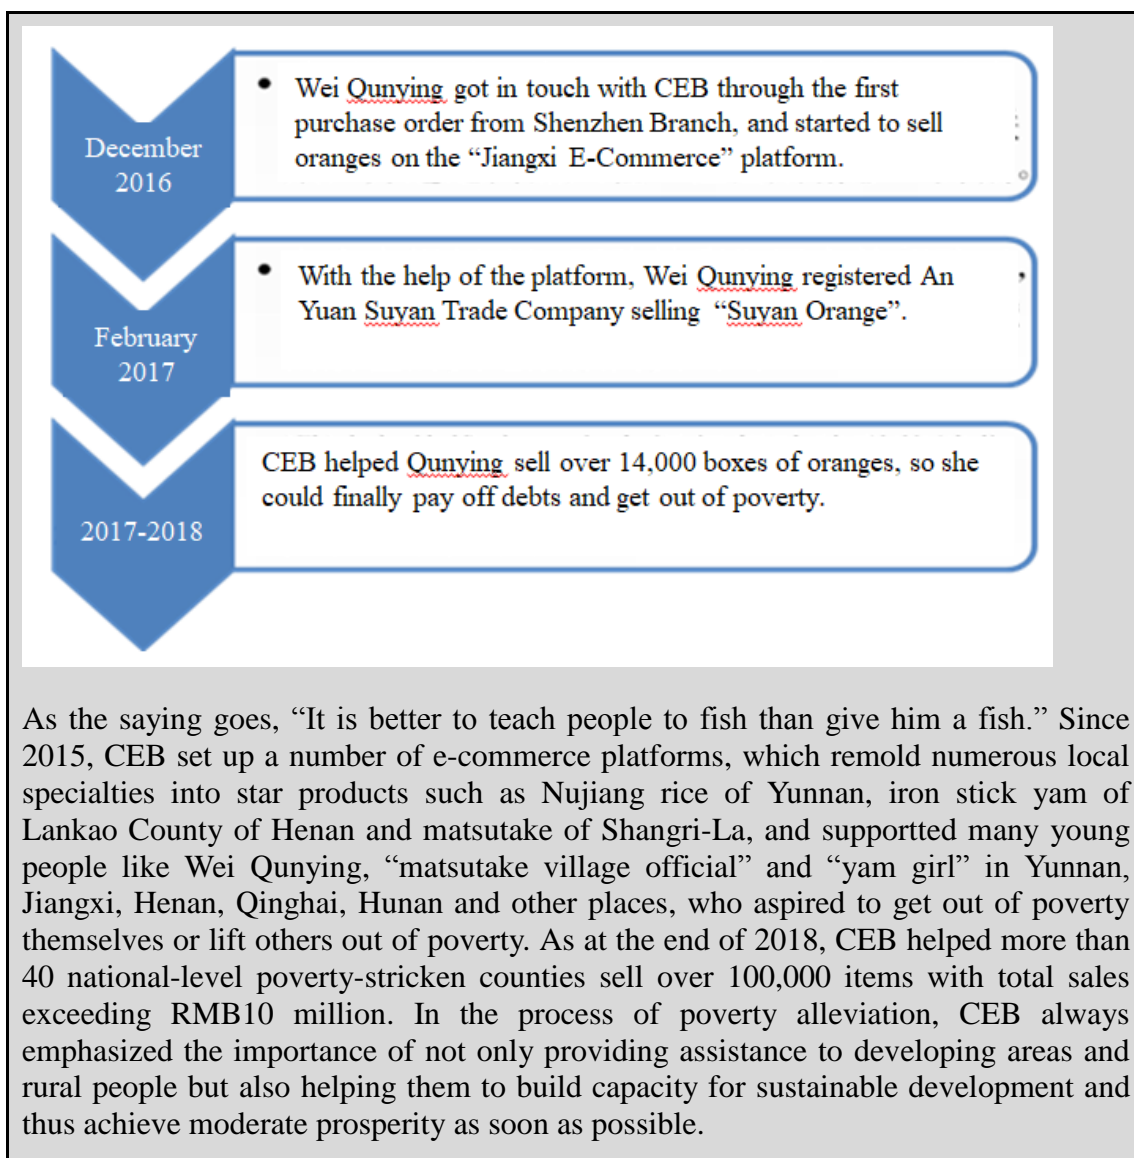 December
2016
• Wei Qunying got in touch with CEB through the first
purchase order from Shenzhen Branch, and started to sell
oranges on the “Jiangxi E-Commerce” platform.
February
2017
• With the help of the platform, Wei Qunying registered An
Yuan Suyan Trade Company selling “Suyan Orange”.
2017-2018
CEB helped Qunying sell over 14,000 boxes of oranges, so she
could finally pay off debts and get out of poverty.
As the saying goes, “It is better to teach people to fish than give him a fish.” Since
2015, CEB set up a number of e-commerce platforms, which remold numerous local
specialties into star products such as Nujiang rice of Yunnan, iron stick yam of
Lankao County of Henan and matsutake of Shangri-La, and supportted many young
people like Wei Qunying, “matsutake village official” and “yam girl” in Yunnan,
Jiangxi, Henan, Qinghai, Hunan and other places, who aspired to get out of poverty
themselves or lift others out of poverty. As at the end of 2018, CEB helped more than
40 national-level poverty-stricken counties sell over 100,000 items with total sales
exceeding RMB10 million. In the process of poverty alleviation, CEB always
emphasized the importance of not only providing assistance to developing areas and
rural people but also helping them to build capacity for sustainable development and
thus achieve moderate prosperity as soon as possible.